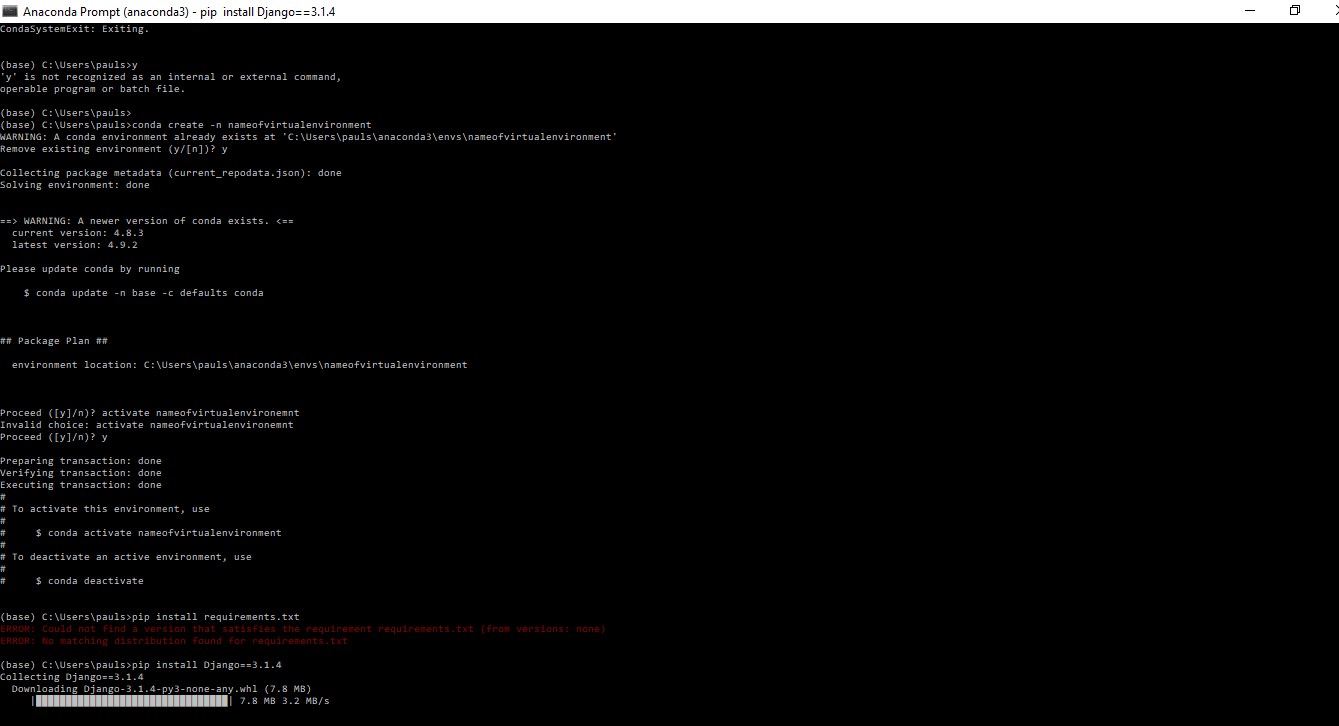 Anaconda Prompt (anaconda3) - pip  install Django==3.1.4
CondaSystemExit: Exiting.
(base) C:\Users\pauls>y
'y' is not recognized as an internal or external command,
operable program or batch file.
(base) C:\Users\pauls>
(base) C:\Users\pauls>conda create -n nameofvirtualenvironment
WARNING: A conda environment already exists at 'C:\Users\pauls\anaconda3\envs\nameofvirtualenvironment'
Remove existing environment (y/[n])? y
Collecting package metadata (current_repodata.json): done
Solving environment: done
==> WARNING: A newer version of conda exists. <==
  current version: 4.8.3
  latest version: 4.9.2
Please update conda by running
    $ conda update -n base -c defaults conda
## Package Plan ##
  environment location: C:\Users\pauls\anaconda3\envs\nameofvirtualenvironment
Proceed ([y]/n)? activate nameofvirtualenvironemnt
Invalid choice: activate nameofvirtualenvironemnt
Proceed ([y]/n)? y
Preparing transaction: done
Verifying transaction: done
Executing transaction: done
#
# To activate this environment, use
#
#     $ conda activate nameofvirtualenvironment
#
# To deactivate an active environment, use
#
#     $ conda deactivate
(base) C:\Users\pauls>pip install requirements.txt
ERROR: Could not find a version that satisfies the requirement requirements.txt (from versions: none)
ERROR: No matching distribution found for requirements.txt
(base) C:\Users\pauls>pip install Django==3.1.4
Collecting Django==3.1.4
  Downloading Django-3.1.4-py3-none-any.whl (7.8 MB)
     |████████████████████████████████| 7.8 MB 3.2 MB/s